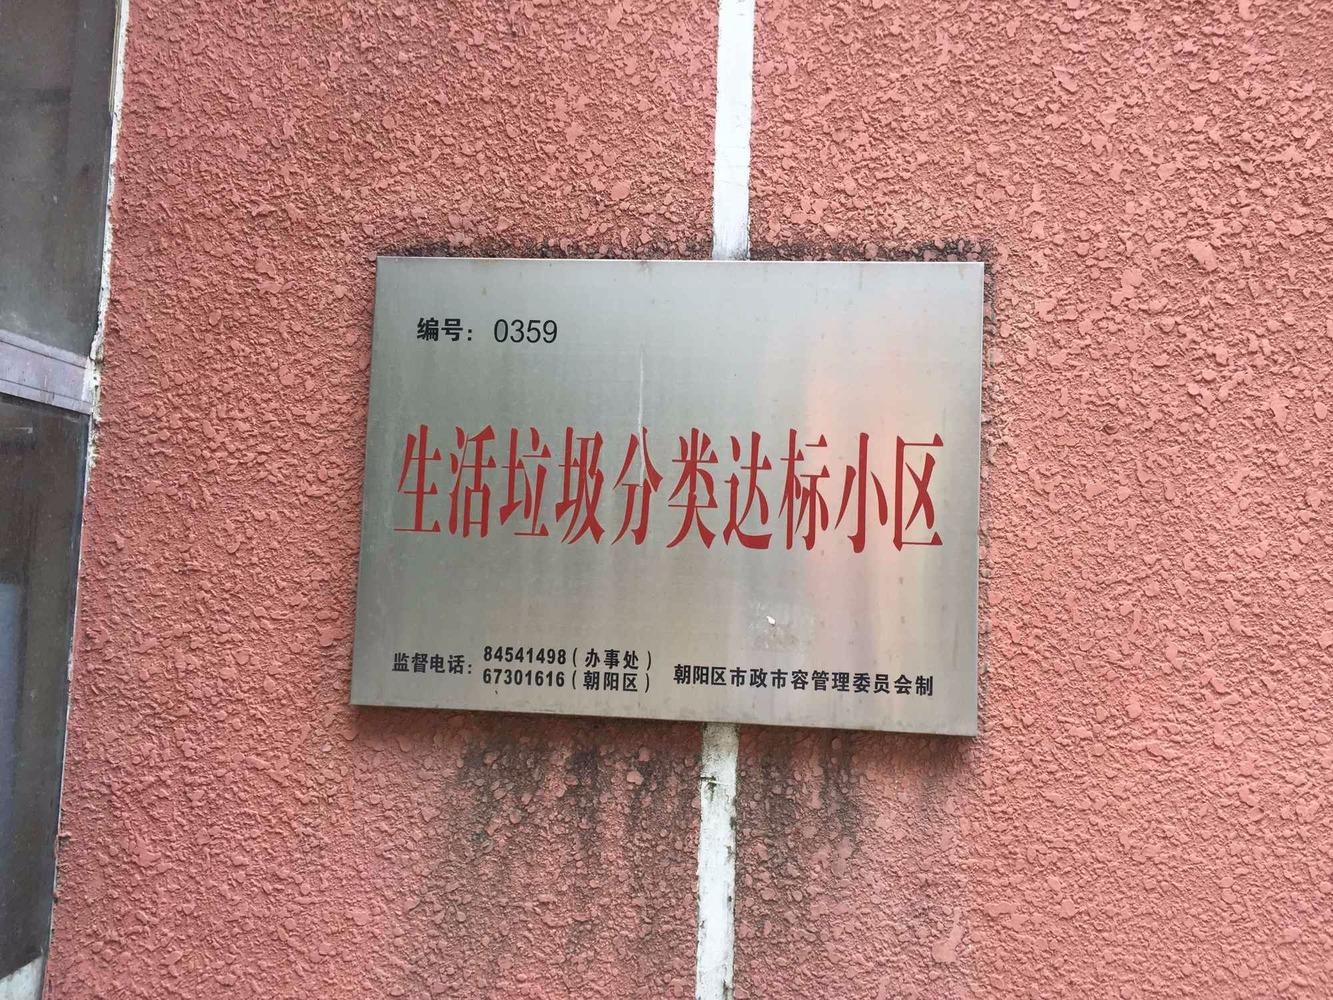 编号：0359
生活垃圾分类达标小区
监督电话：84541498（办事处）
67301616（朝阳区）
朝阳区市政市容管理委员会制